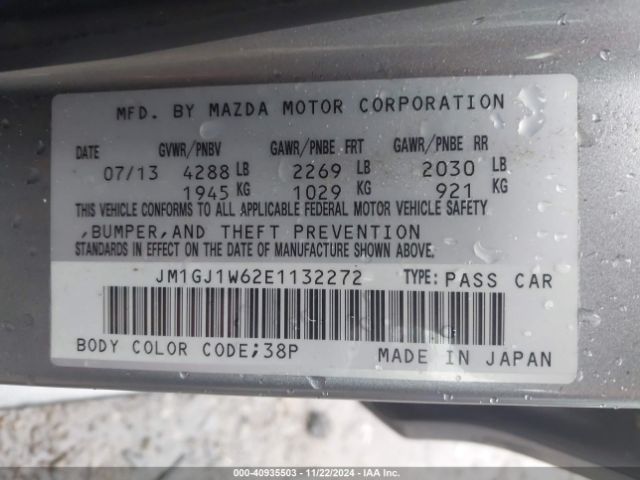 MFD. BY MAZDA MOTOR CORPORATION
DATE GVWR/PNBV GAWR/PNBE FRT GAWR/PNBE RR
07/13 4288 LB 2269 LB 2030 LB
1945 KG 1029 KG 921 KG
THIS VEHICLE CONFORMS TO ALL APPLICABLE FEDERAL MOTOR VEHICLE SAFETY
,BUMPER,AND THEFT PREVENTION
STANDARDS IN EFFECT ON THE DATE OF MANUFACTURE SHOWN ABOVE.
JM1GJ1W62E1132272 TYPE: PASS CAR
BODY COLOR CODE;38P MADE IN JAPAN
000-40935503 - 11/22/2024 - IAA Inc.